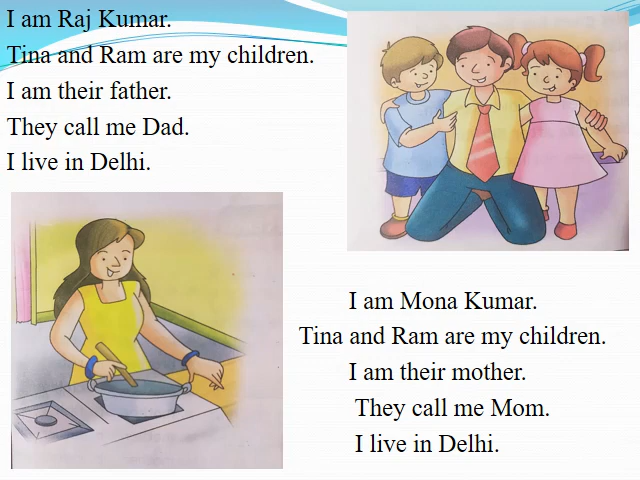 I am Raj Kumar.
Tina and Ram are my children.
I am their father.
They call me Dad.
I live in Delhi.
I am Mona Kumar.
Tina and Ram are my children.
I am their mother.
They call me Mom.
I live in Delhi.